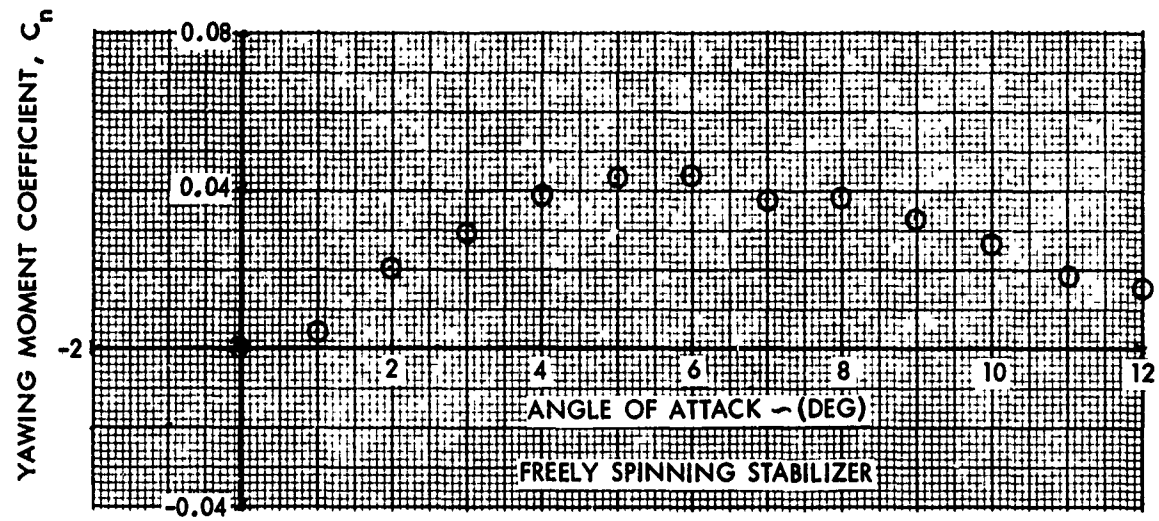 YAWING MOMENT COEFFICIENT, Cn
0.08
0.04
-2
2 4 6 8 10 12
ANGLE OF ATTACK ~ (DEG)
FREELY SPINNING STABILIZER
-0.04